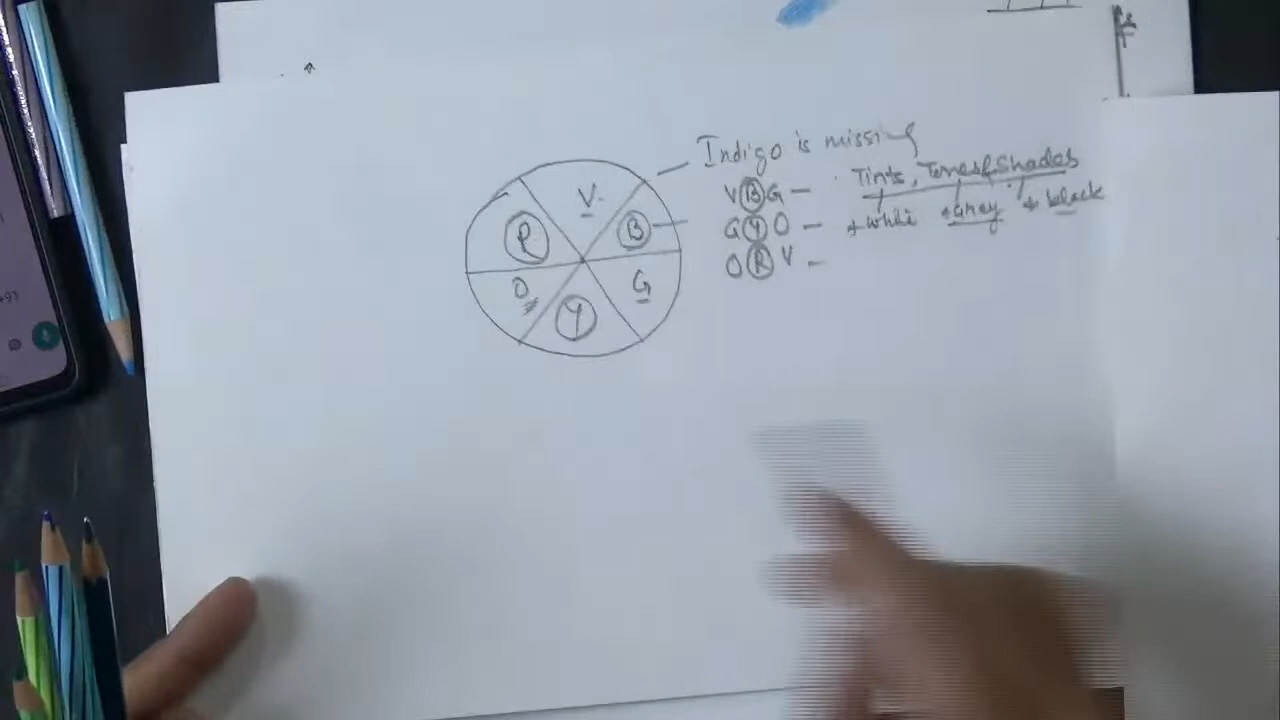 Indigo is missing
V B G - Tints, Tones & Shades
G Y O - + white + Grey + black
O R V -
V
R
B
O
G
Y